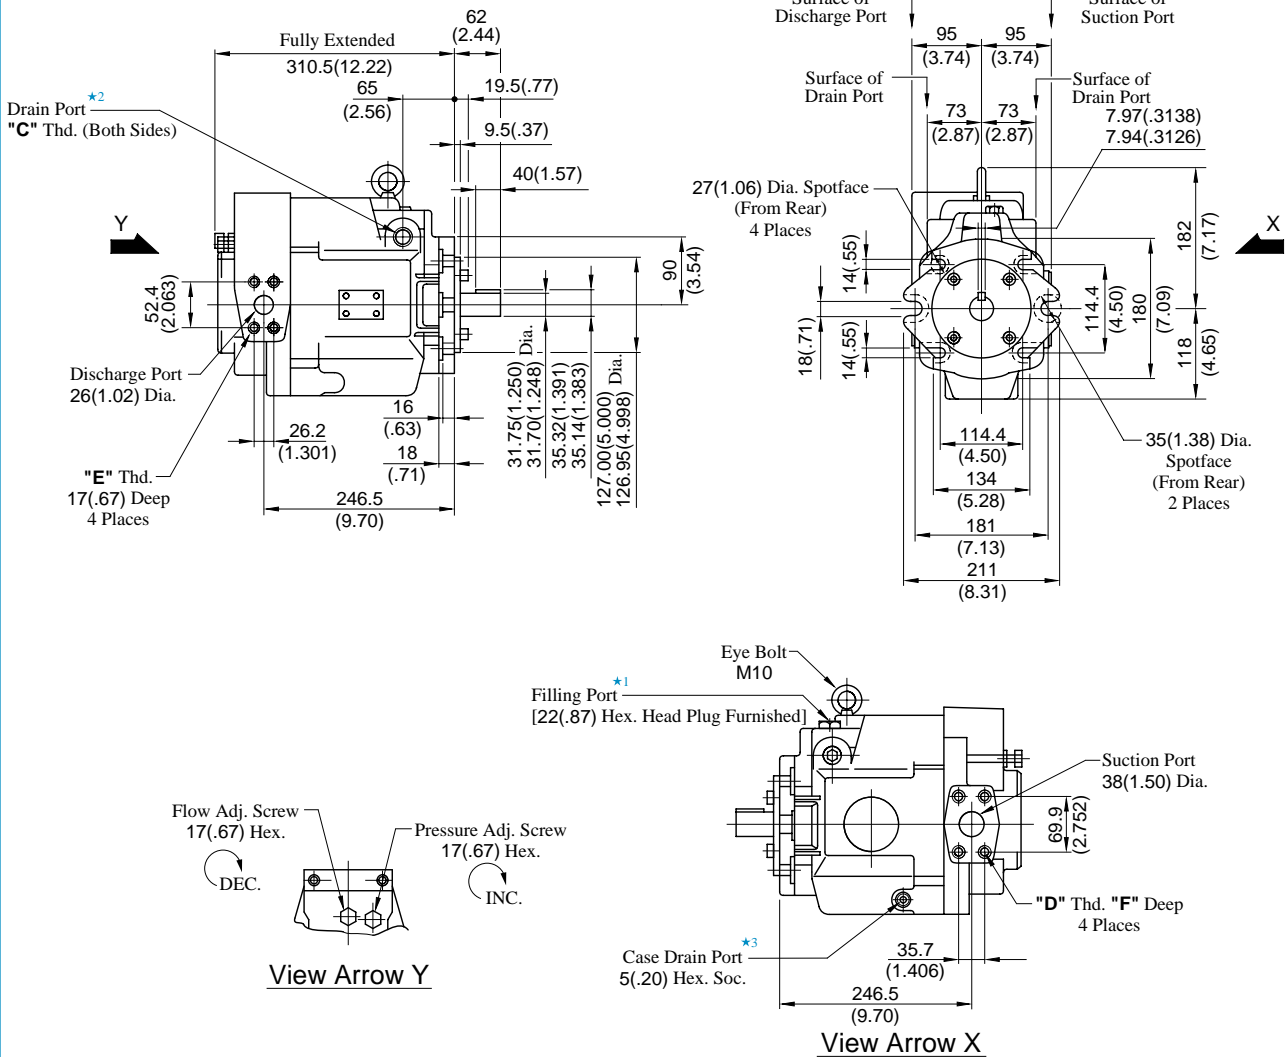 Surface of
Discharge Port
Surface of
Suction Port
62
(2.44)
Fully Extended
310.5(12.22)
65
(2.56)
19.5(.77)
9.5(.37)
40(1.57)
Drain Port ★2
"C" Thd. (Both Sides)
Y
52.4
(2.063)
90
(3.54)
Discharge Port
26(1.02) Dia.
26.2
(1.301)
"E" Thd.
17(.67) Deep
4 Places
246.5
(9.70)
16
(.63)
18
(.71)
31.75(1.250)
31.70(1.248)
Dia.
35.32(1.391)
35.14(1.383)
127.00(5.000)
126.95(4.998)
Dia.
95
(3.74)
95
(3.74)
Surface of
Drain Port
Surface of
Drain Port
73
(2.87)
73
(2.87)
7.97(.3138)
7.94(.3126)
27(1.06) Dia. Spotface
(From Rear)
4 Places
X
182
(7.17)
14(.55)
18(.71)
14(.55)
114.4
(4.50)
180
(7.09)
118
(4.65)
114.4
(4.50)
134
(5.28)
181
(7.13)
211
(8.31)
35(1.38) Dia.
Spotface
(From Rear)
2 Places
Eye Bolt
M10
Filling Port ★1
[22(.87) Hex. Head Plug Furnished]
Suction Port
38(1.50) Dia.
69.9
(2.752)
"D" Thd. "F" Deep
4 Places
35.7
(1.406)
Case Drain Port ★3
5(.20) Hex. Soc.
246.5
(9.70)
View Arrow X
Flow Adj. Screw
17(.67) Hex.
DEC.
Pressure Adj. Screw
17(.67) Hex.
INC.
View Arrow Y